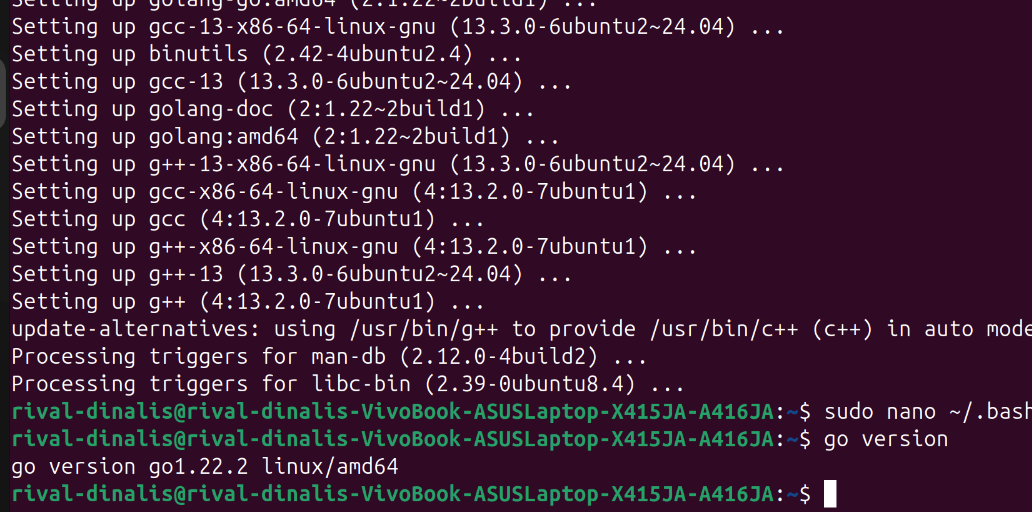 Setting up golang-go:amd64 (2:1.22~2build1) ...
Setting up gcc-13-x86-64-linux-gnu (13.3.0-6ubuntu2~24.04) ...
Setting up binutils (2.42-4ubuntu2.4) ...
Setting up gcc-13 (13.3.0-6ubuntu2~24.04) ...
Setting up golang-doc (2:1.22~2build1) ...
Setting up golang:amd64 (2:1.22~2build1) ...
Setting up g++-13-x86-64-linux-gnu (13.3.0-6ubuntu2~24.04) ...
Setting up gcc-x86-64-linux-gnu (4:13.2.0-7ubuntu1) ...
Setting up gcc (4:13.2.0-7ubuntu1) ...
Setting up g++-x86-64-linux-gnu (4:13.2.0-7ubuntu1) ...
Setting up g++-13 (13.3.0-6ubuntu2~24.04) ...
Setting up g++ (4:13.2.0-7ubuntu1) ...
update-alternatives: using /usr/bin/g++ to provide /usr/bin/c++ (c++) in auto mode
Processing triggers for man-db (2.12.0-4build2) ...
Processing triggers for libc-bin (2.39-0ubuntu8.4) ...
rival-dinalis@rival-dinalis-VivoBook-ASUSLaptop-X415JA-A416JA:~$ sudo nano ~/.bash
rival-dinalis@rival-dinalis-VivoBook-ASUSLaptop-X415JA-A416JA:~$ go version
go version go1.22.2 linux/amd64
rival-dinalis@rival-dinalis-VivoBook-ASUSLaptop-X415JA-A416JA:~$